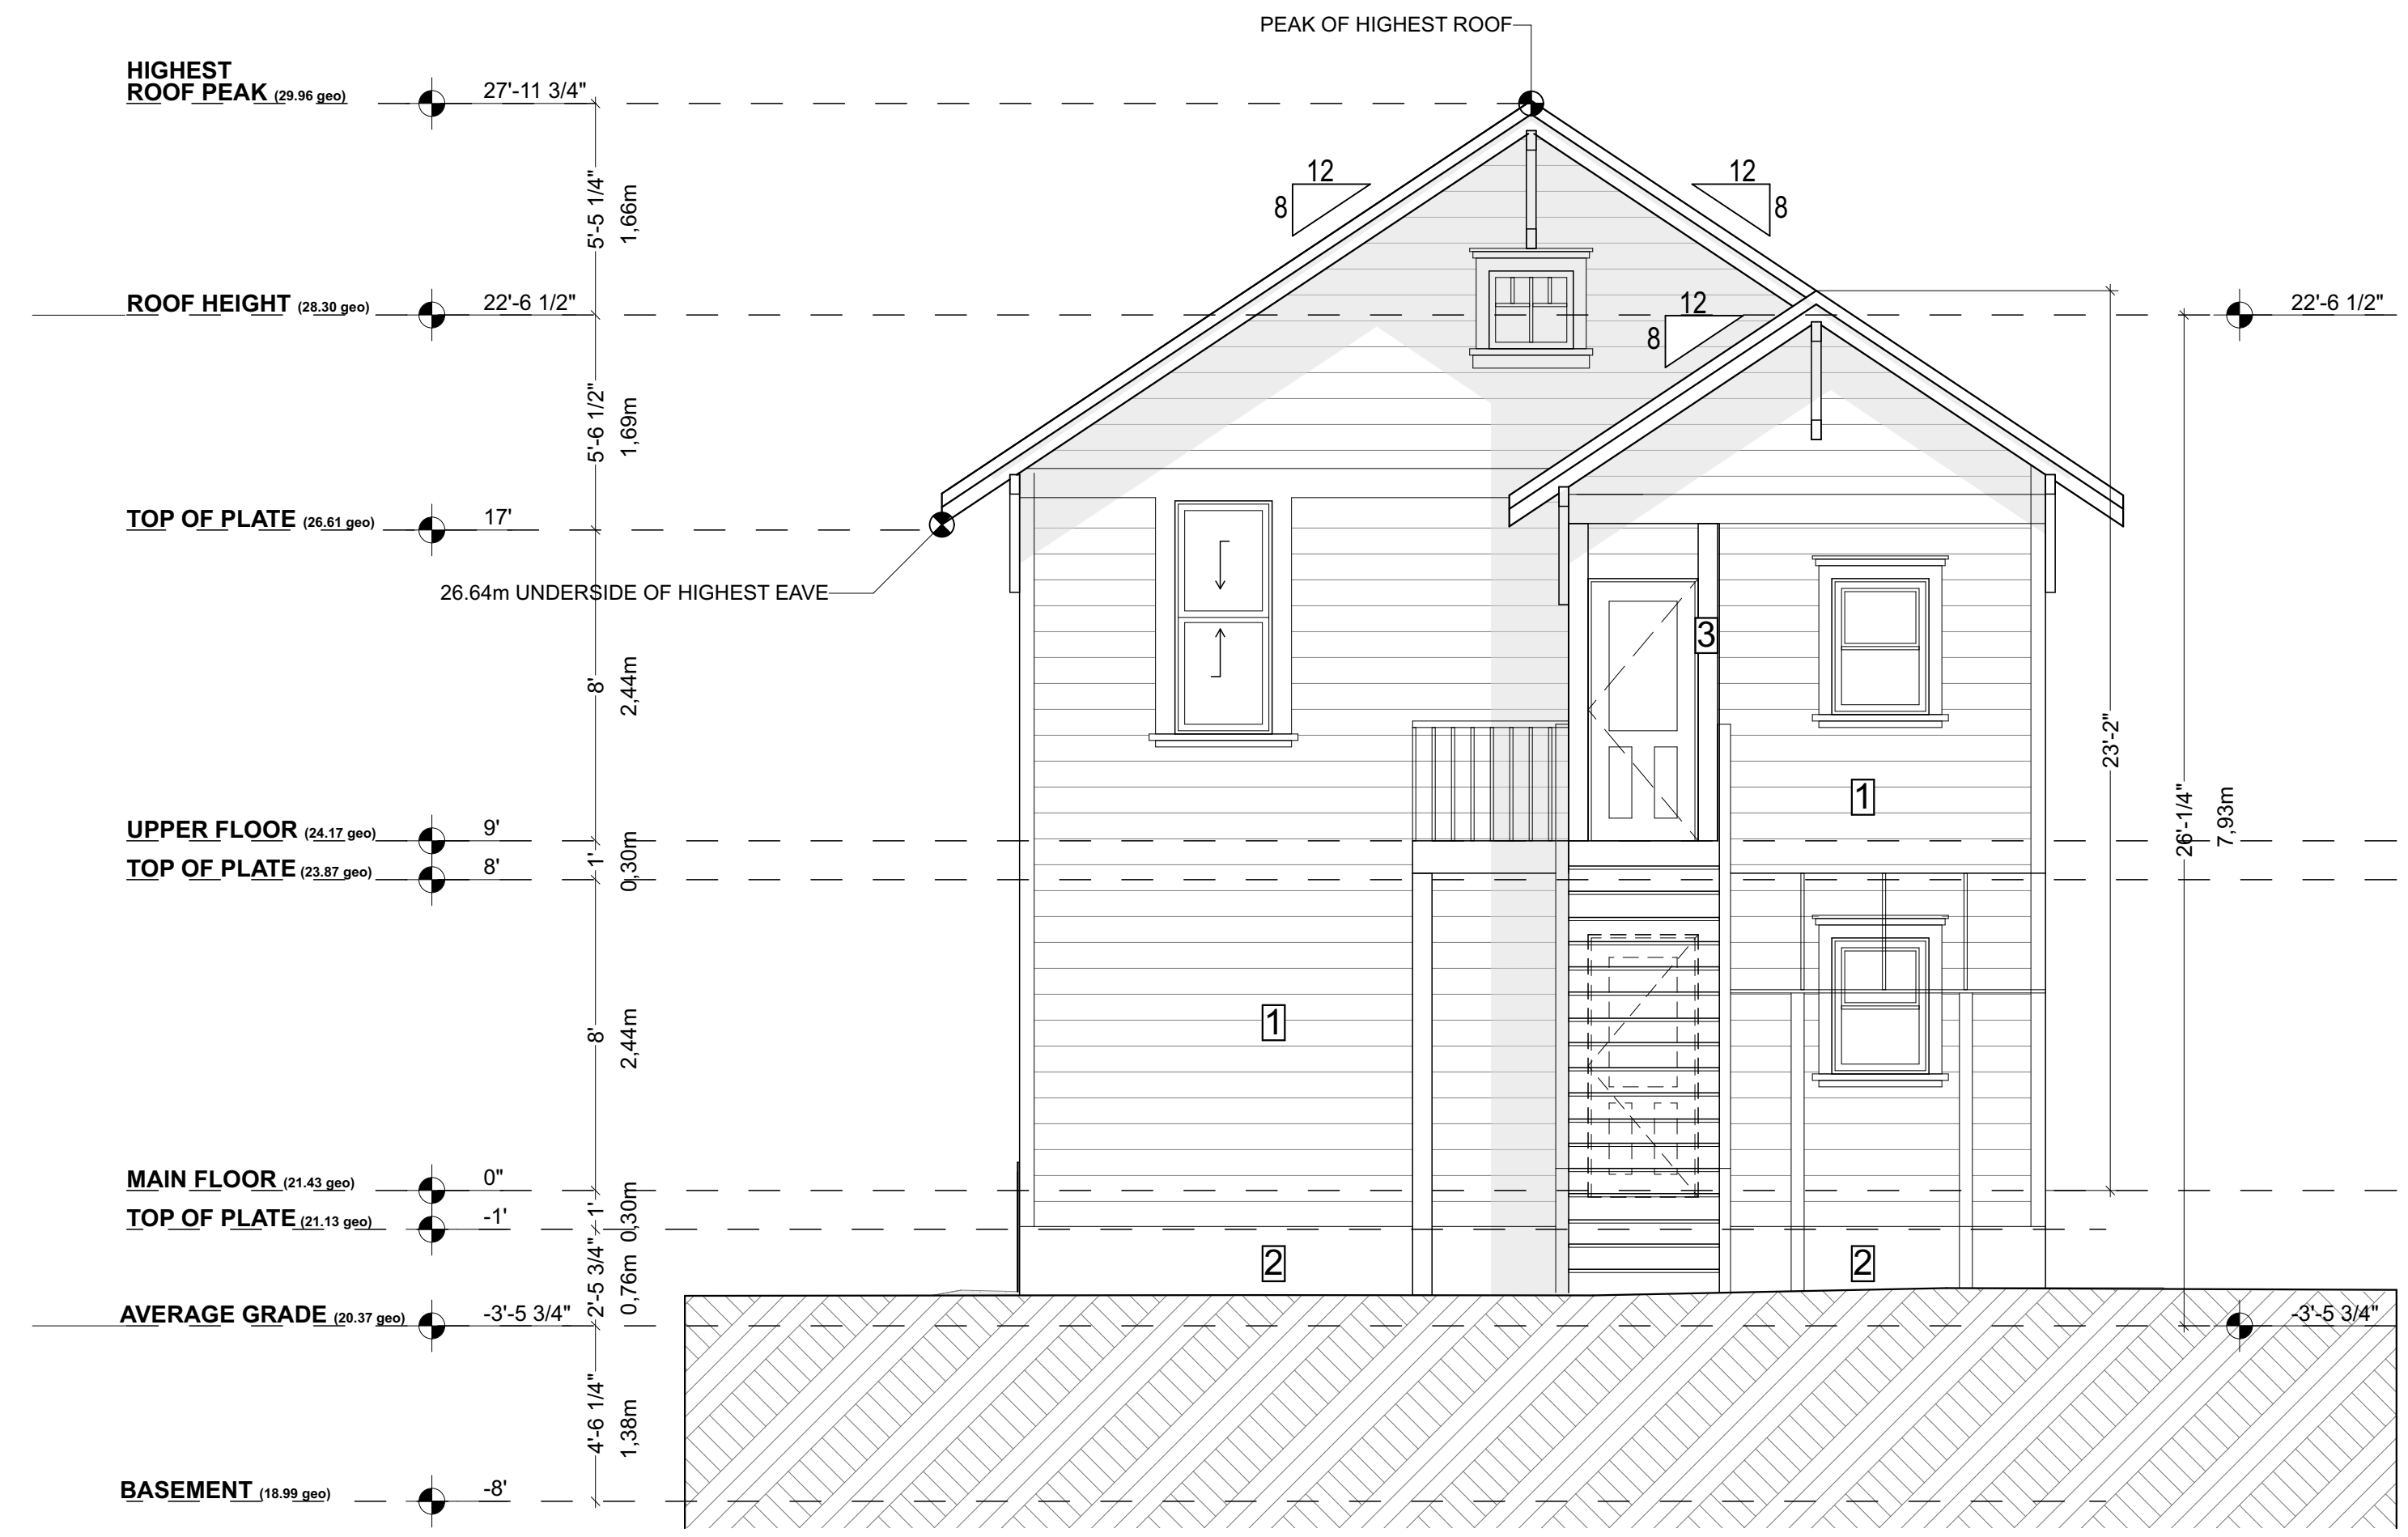 PEAK OF HIGHEST ROOF
HIGHEST
ROOF PEAK (29.96 geo)
27'-11 3/4"
12
8
12
8
5'-5 1/4"
1,66m
ROOF HEIGHT (28.30 geo)
22'-6 1/2"
12
8
22'-6 1/2"
5'-6 1/2"
1,69m
TOP OF PLATE (26.61 geo)
17'
26.64m UNDERSIDE OF HIGHEST EAVE
3
8'
2,44m
23'-2"
1
26'-1/4"
7,93m
UPPER FLOOR (24.17 geo)
9'
1'
0,30m
TOP OF PLATE (23.87 geo)
8'
8'
2,44m
1
MAIN FLOOR (21.43 geo)
0"
1'
0,30m
TOP OF PLATE (21.13 geo)
-1'
2'-5 3/4"
0,76m
2
2
AVERAGE GRADE (20.37 geo)
-3'-5 3/4"
-3'-5 3/4"
4'-6 1/4"
1,38m
BASEMENT (18.99 geo)
-8'